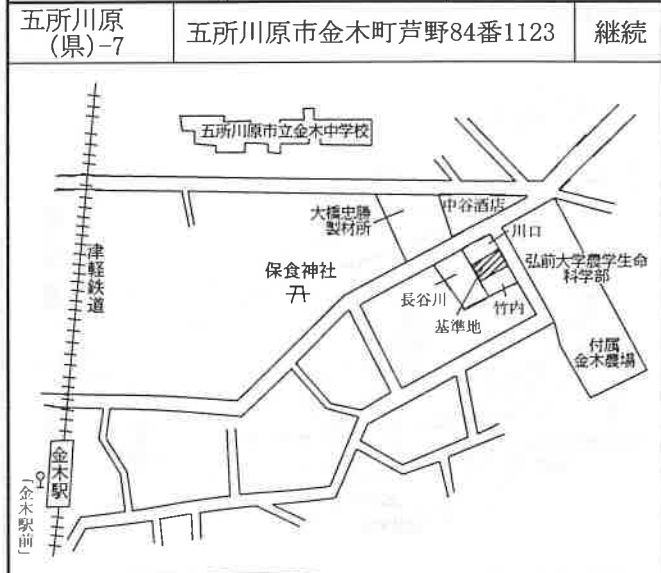 五所川原
(県)-7
五所川原市金木町芦野84番1123
継続
五所川原市立金木中学校
大橋忠勝
製材所
中谷酒店
川口
弘前大学農学生命
科学部
津軽鉄道
保食神社
長谷川
竹内
基準地
付属
金木農場
金木駅
「金木駅前」